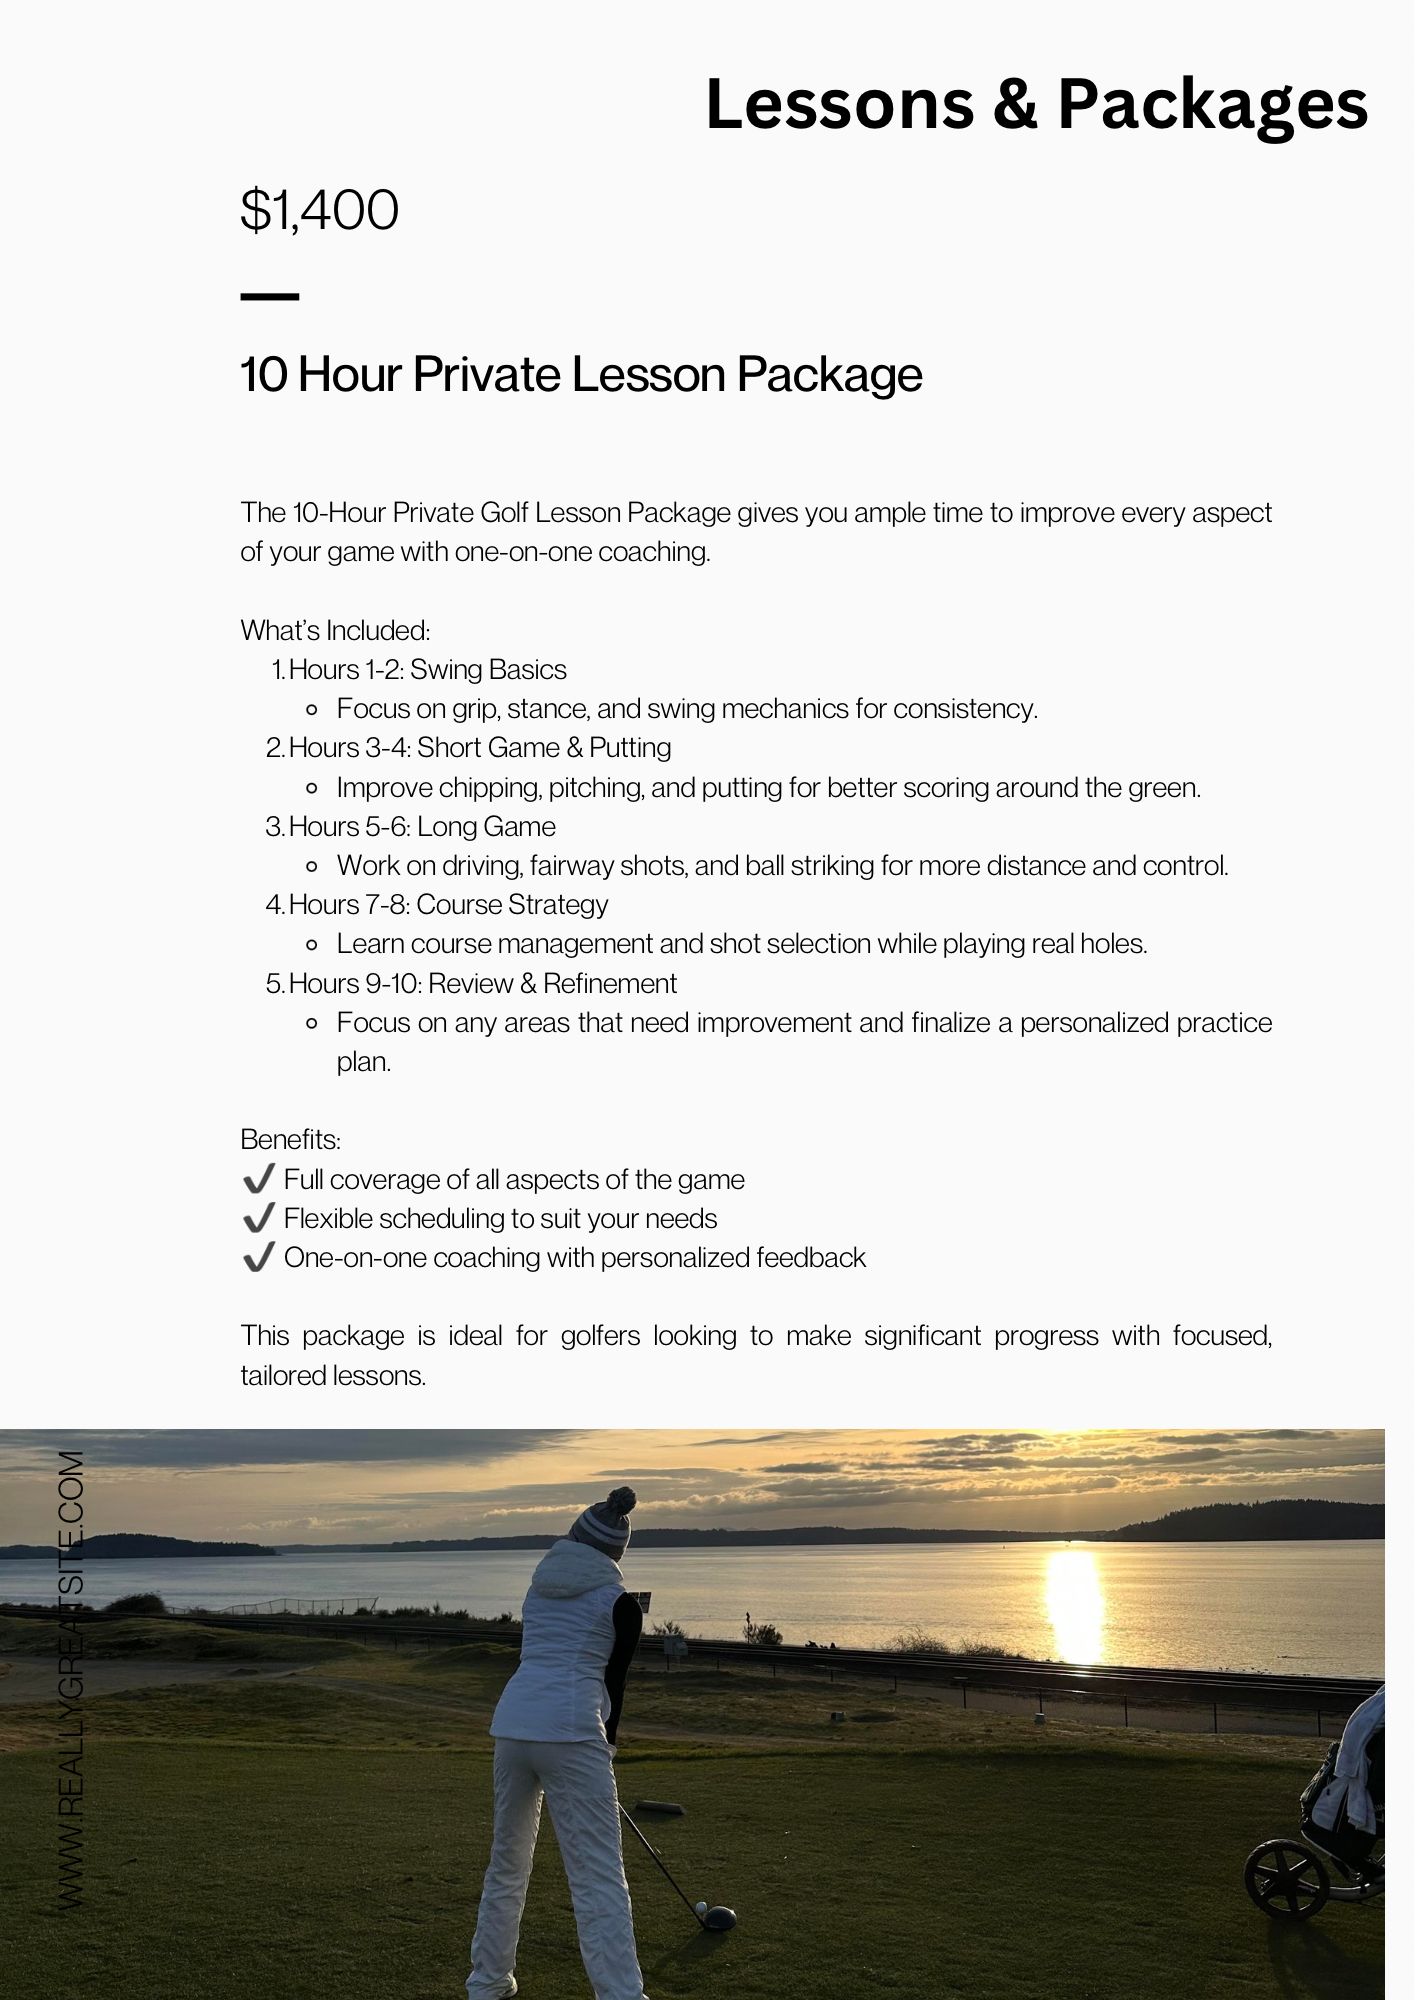 Lessons & Packages
$1,400
10 Hour Private Lesson Package
The 10-Hour Private Golf Lesson Package gives you ample time to improve every aspect
of your game with one-on-one coaching.
What’s Included:
1. Hours 1-2: Swing Basics
Focus on grip, stance, and swing mechanics for consistency.
2. Hours 3-4: Short Game & Putting
Improve chipping, pitching, and putting for better scoring around the green.
3. Hours 5-6: Long Game
Work on driving, fairway shots, and ball striking for more distance and control.
4. Hours 7-8: Course Strategy
Learn course management and shot selection while playing real holes.
5. Hours 9-10: Review & Refinement
Focus on any areas that need improvement and finalize a personalized practice
plan.
Benefits:
✔ Full coverage of all aspects of the game
✔ Flexible scheduling to suit your needs
✔ One-on-one coaching with personalized feedback
This package is ideal for golfers looking to make significant progress with focused,
tailored lessons.
WWW.REALLYGREATSITE.COM